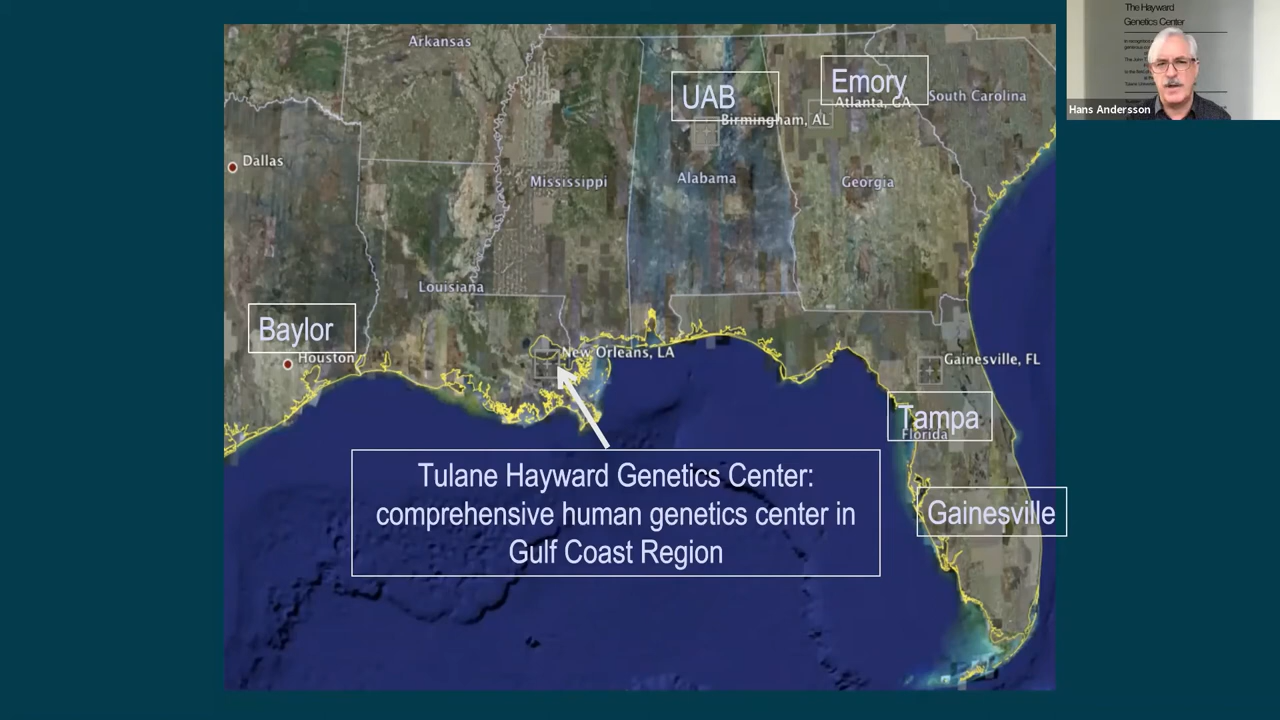 Arkansas
UAB
Emory
Atlanta, GA
South Carolina
Birmingham, AL
Dallas
Mississippi
Alabama
Georgia
Louisiana
Baylor
Houston
New Orleans, LA
Gainesville, FL
Tampa
Florida
Tulane Hayward Genetics Center:
comprehensive human genetics center in
Gulf Coast Region
Gainesville
The Hayward
Genetics Center
Hans Andersson